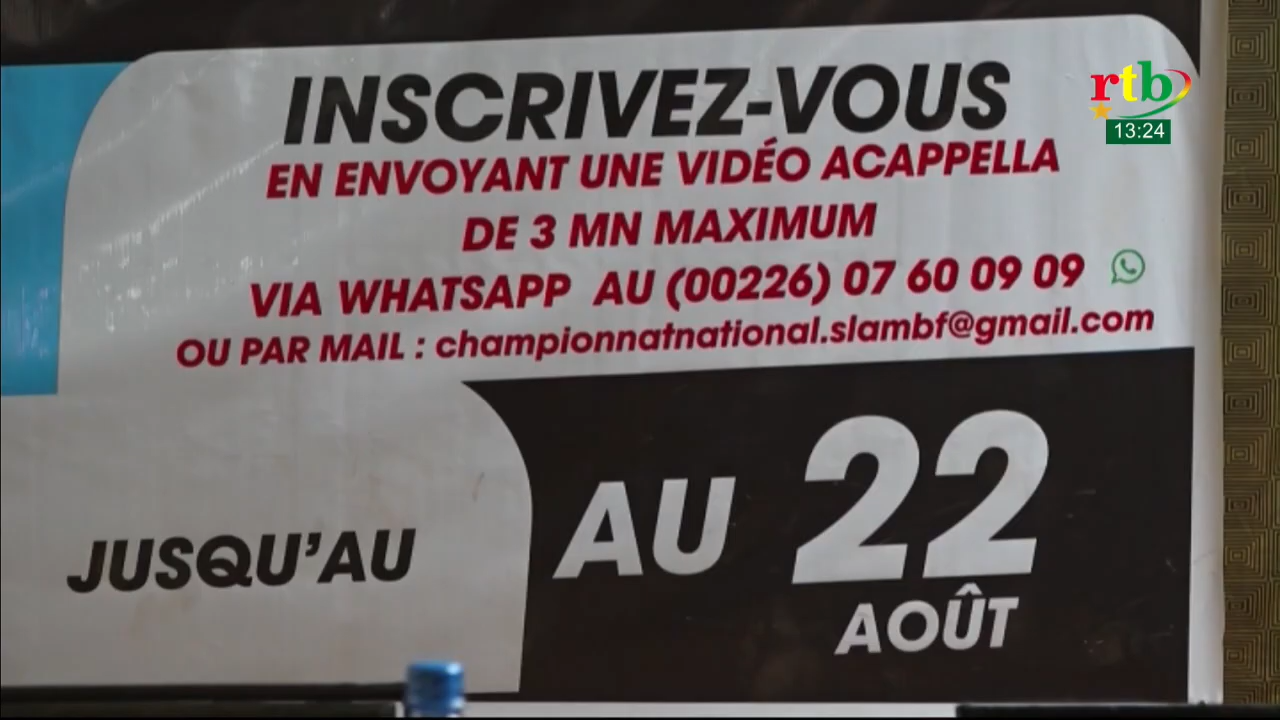 rtb
13:24
INSCRIVEZ-VOUS
EN ENVOYANT UNE VIDÉO ACAPPELLA
DE 3 MN MAXIMUM
VIA WHATSAPP AU (00226) 07 60 09 09
OU PAR MAIL : championnatnational.slambf@gmail.com
JUSQU'AU
AU 22
AOÛT